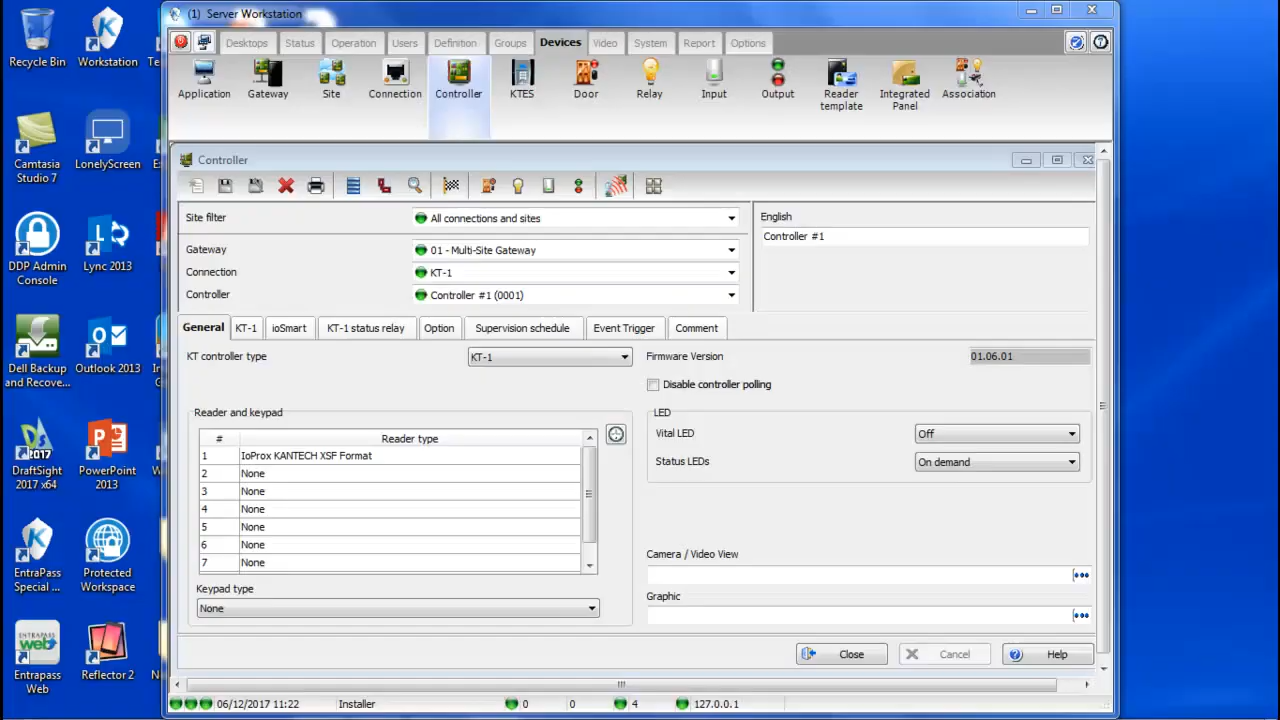 Recycle Bin
Workstation
Te
Camtasia
Studio 7
LonelyScreen
DDP Admin
Console
Lync 2013
Dell Backup
and Recove...
Outlook 2013
DraftSight
2017 x64
PowerPoint
2013
EntraPass
Special ...
Protected
Workspace
Entrapass
Web
Reflector 2
(1) Server Workstation
Desktops Status Operation Users Definition Groups Devices Video System Report Options
Application Gateway Site Connection Controller KTES Door Relay Input Output Reader template Integrated Panel Association
Controller
Site filter All connections and sites
English
Controller #1
Gateway 01 - Multi-Site Gateway
Connection KT-1
Controller Controller #1 (0001)
General KT-1 ioSmart KT-1 status relay Option Supervision schedule Event Trigger Comment
KT controller type KT-1 Firmware Version 01.06.01
Disable controller polling
Reader and keypad
LED
# Reader type
Vital LED Off
1 IoProx KANTECH XSF Format
Status LEDs On demand
2 None
3 None
4 None
5 None
6 None
7 None
Camera / Video View
Keypad type
None
Graphic
Close Cancel Help
06/12/2017 11:22 Installer 0 0 4 127.0.0.1